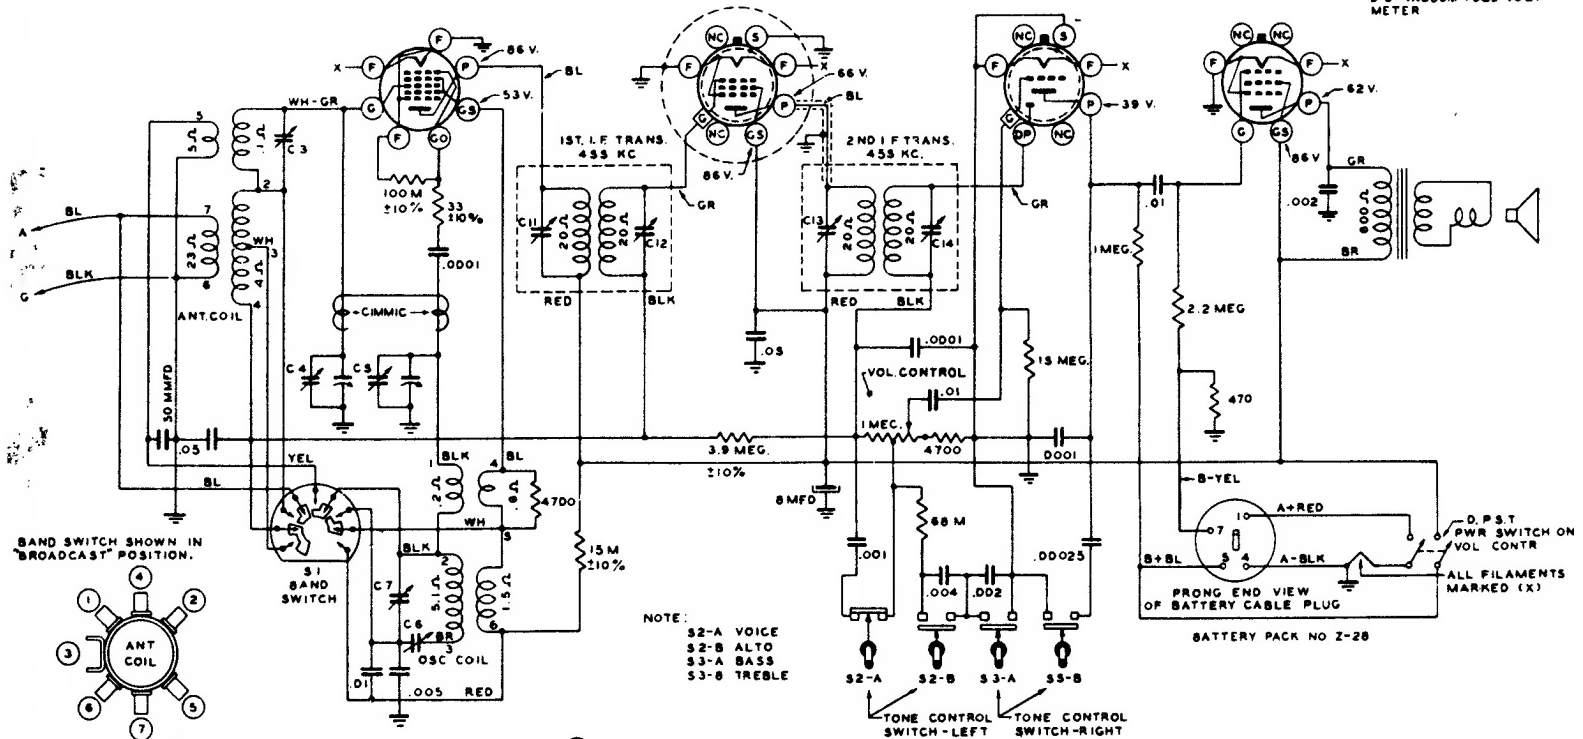 METER
NC
S
F
F
X
P
86 V.
BL
G
GS
53 V.
F
GO
WH-GR
5
.5Ω
.1Ω
C3
100 M
±10%
33
±10%
.0001
2
7
BL
A
23Ω
WH
3
4Ω
BLK
G
6
4
ANT. COIL
CIMMIC
C4
C5
50 MMFD
.05
YEL
BL
BAND SWITCH SHOWN IN
"BROADCAST" POSITION.
S1
BAND
SWITCH
ANT
COIL
1
2
3
4
5
6
7
1
BLK
.2Ω
4
BL
.8Ω
4700
WH
5
BLK
2
5.1Ω
1.5Ω
C7
C6
BR
3
OSC COIL
6
.01
.005
RED
15 M
±10%
1ST. I.F. TRANS.
455 KC
C11
20Ω
20Ω
C12
RED
BLK
GR
NC
S
F
F
X
66 V.
BL
P
G
NC
GS
86 V.
.05
2ND I F TRANS.
455 KC.
C13
20Ω
20Ω
C14
RED
BLK
GR
NC
S
F
F
X
P
39 V.
G
DP
NC
.0001
VOL. CONTROL
.01
15 MEG.
1 MEG.
3.9 MEG.
±10%
4700
.0001
8 MFD
68 M
.001
.004
.002
.00025
NOTE:
S2-A VOICE
S2-B ALTO
S3-A BASS
S3-B TREBLE
S2-A
S2-B
S3-A
S3-B
TONE CONTROL
SWITCH-LEFT
TONE CONTROL
SWITCH-RIGHT
NC
NC
F
F
X
P
62 V.
G
GS
86 V
GR
.002
600Ω
BR
.01
1 MEG.
2.2 MEG
470
B-YEL
A+RED
1
7
5
4
B+BL
A-BLK
PRONG END VIEW
OF BATTERY CABLE PLUG
BATTERY PACK NO Z-28
D.P.S.T
PWR SWITCH ON
VOL CONTR
ALL FILAMENTS
MARKED (X)